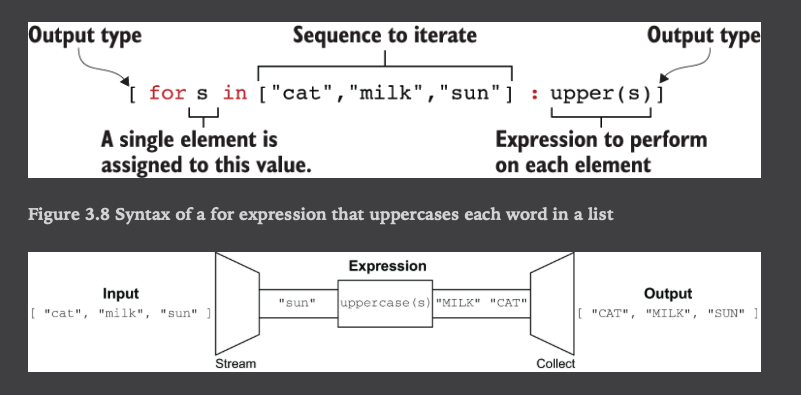 Output type Sequence to iterate Output type
[ for s in ["cat","milk","sun"] : upper(s)]
A single element is
assigned to this value.
Expression to perform
on each element
Figure 3.8 Syntax of a for expression that uppercases each word in a list
Expression
Input
[ "cat", "milk", "sun" ]
"sun"
uppercase(s)
"MILK" "CAT"
Output
[ "CAT", "MILK", "SUN" ]
Stream
Collect